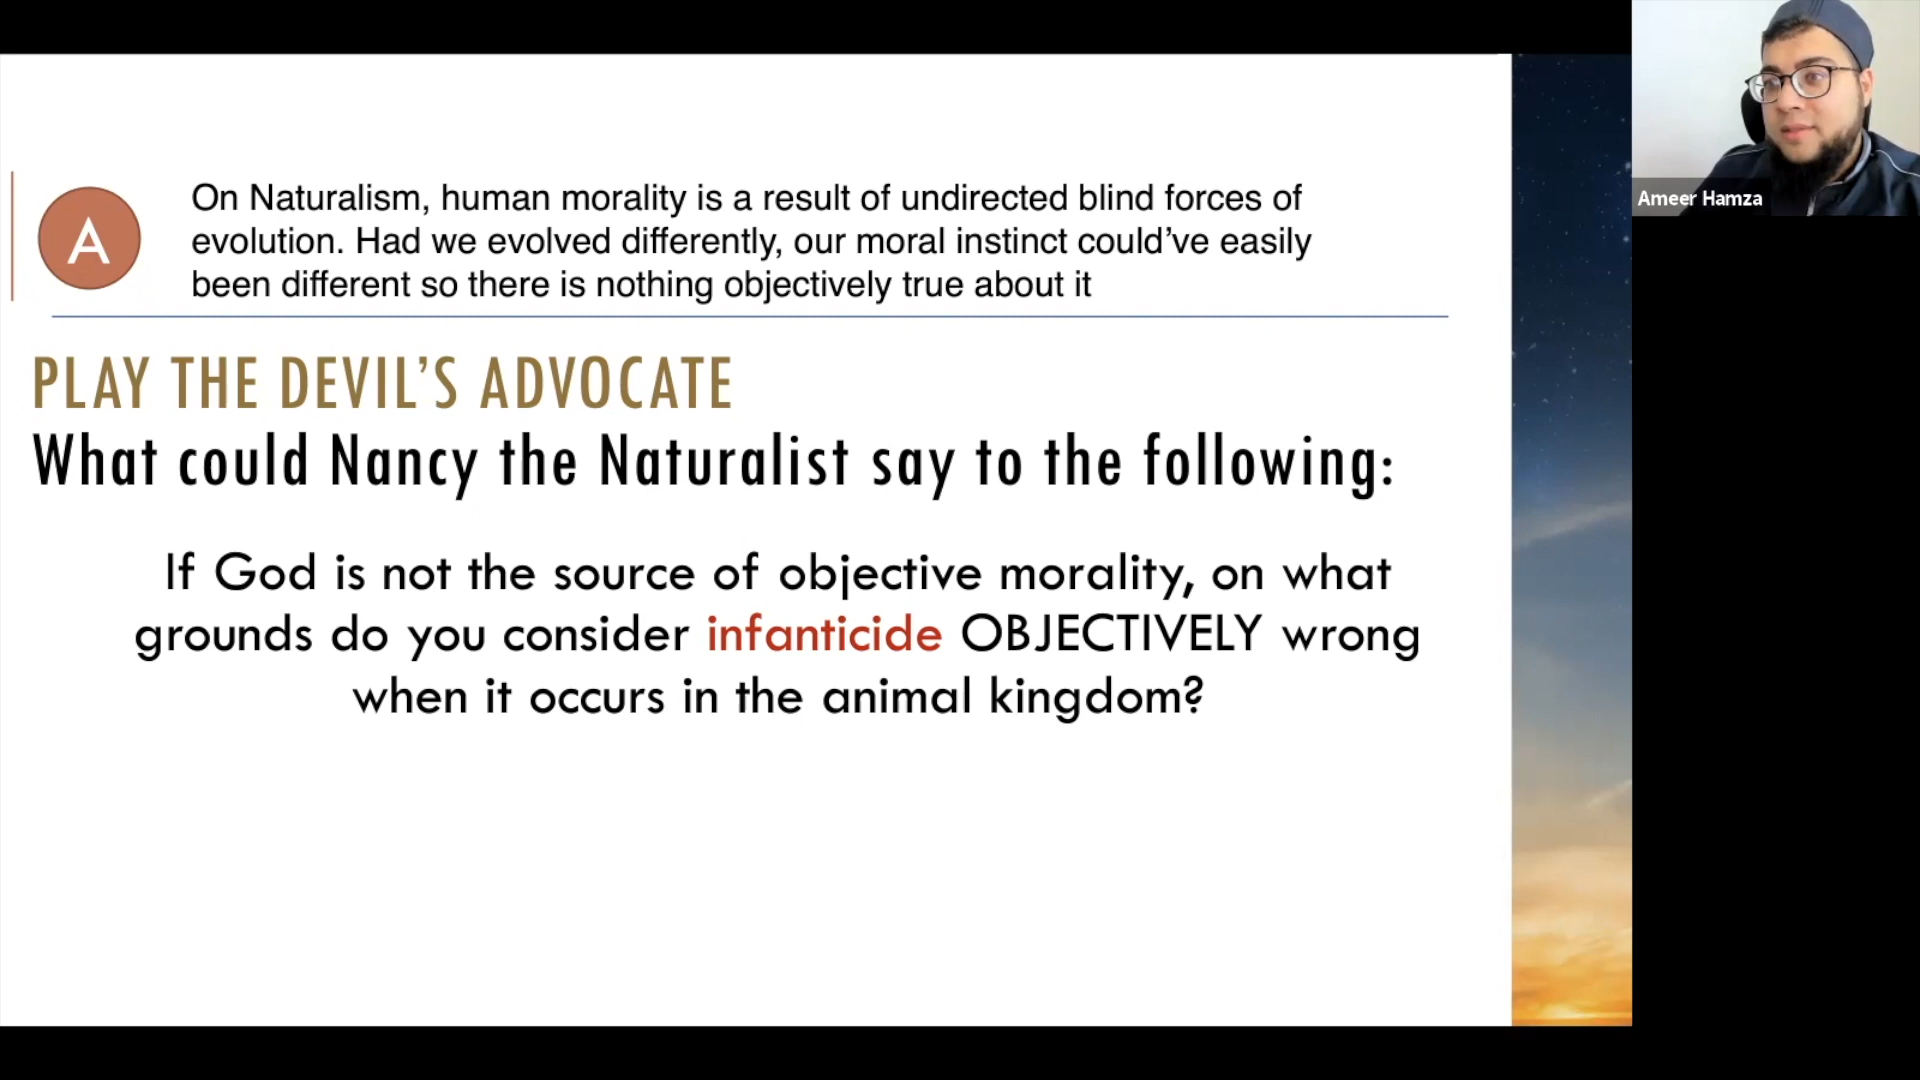 A
On Naturalism, human morality is a result of undirected blind forces of
evolution. Had we evolved differently, our moral instinct could’ve easily
been different so there is nothing objectively true about it
PLAY THE DEVIL’S ADVOCATE
What could Nancy the Naturalist say to the following:
If God is not the source of objective morality, on what
grounds do you consider infanticide OBJECTIVELY wrong
when it occurs in the animal kingdom?
Ameer Hamza